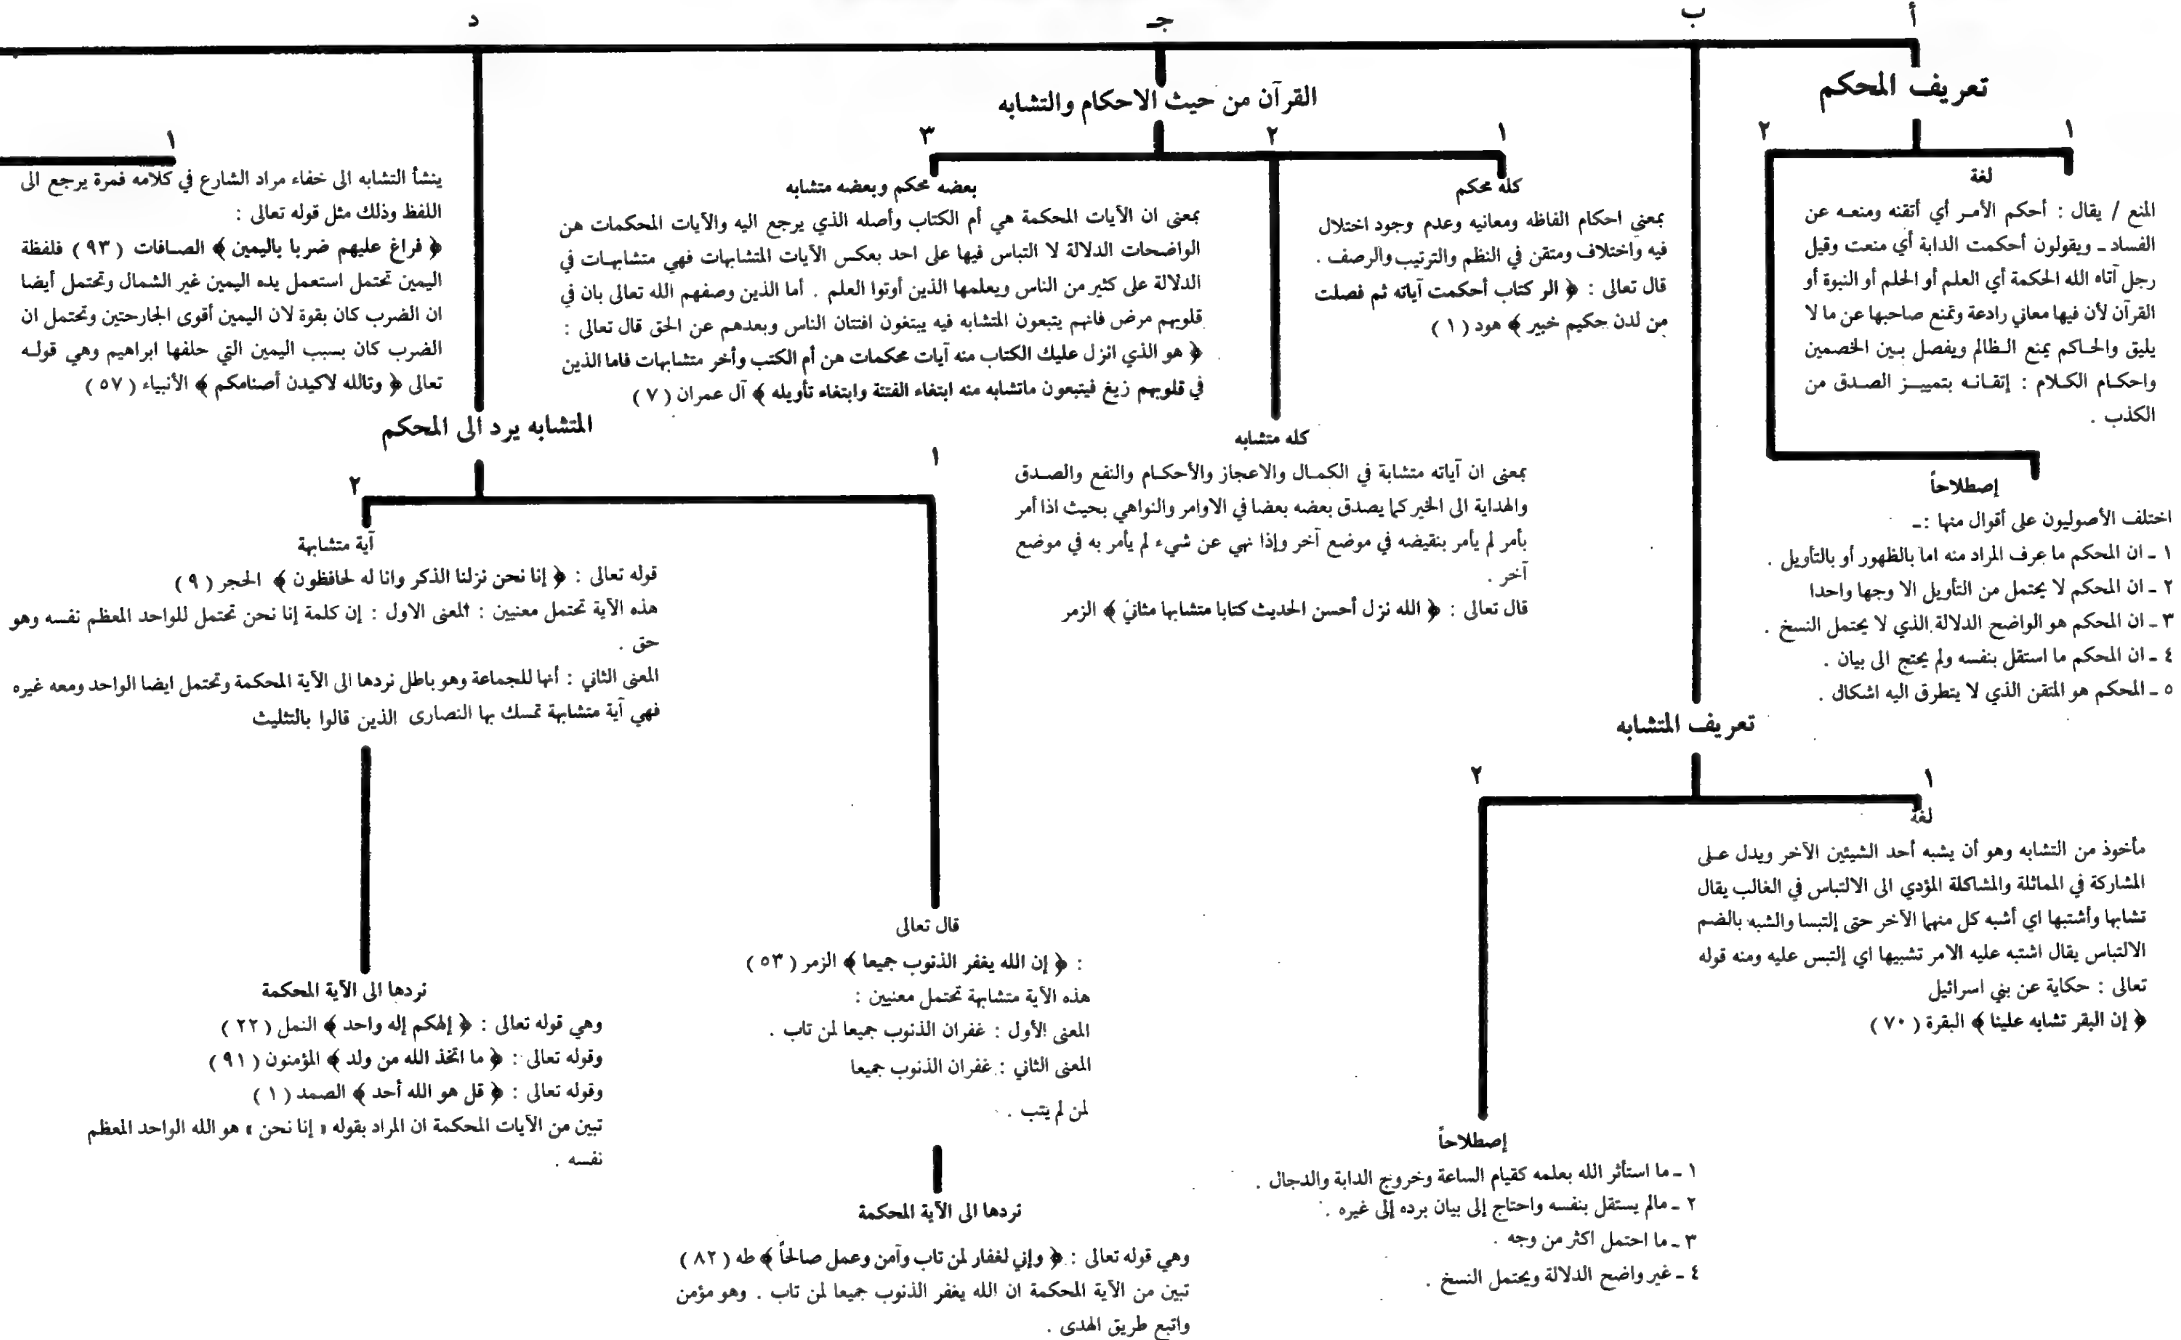 أ
تعريف المحكم
١
لغة
المنع / يقال : أحكم الأمر أي أتقنه ومنعه عن
الفساد ـ ويقولون أحكمت الدابة أي منعت وقيل
رجل آتاه الله الحكمة أي العلم أو الحلم أو النبوة أو
القرآن لأن فيها معاني رادعة وتمنع صاحبها عن ما لا
يليق والحاكم يمنع الظالم ويفصل بين الخصمين
واحكام الكلام : إتقانه بتمييز الصدق من
الكذب .
٢
إصطلاحاً
اختلف الأصوليون على أقوال منها :ـ
١ ـ ان المحكم ما عرف المراد منه اما بالظهور أو بالتأويل .
٢ ـ ان المحكم لا يحتمل من التأويل الا وجها واحدا
٣ ـ ان المحكم هو الواضح الدلالة الذي لا يحتمل النسخ .
٤ ـ ان المحكم ما استقل بنفسه ولم يحتج الى بيان .
٥ ـ المحكم هو المتقن الذي لا يتطرق اليه اشكال .
ب
تعريف المتشابه
١
لغة
مأخوذ من التشابه وهو أن يشبه أحد الشيئين الآخر ويدل على
المشاركة في المماثلة والمشاكلة المؤدي الى الالتباس في الغالب يقال
تشابها وأشتبها اي أشبه كل منهما الآخر حتى إلتبسا والشبه بالضم
الالتباس يقال اشتبه عليه الامر تشبيها اي إلتبس عليه ومنه قوله
تعالى : حكاية عن بني اسرائيل
﴿ إن البقر تشابه علينا ﴾ البقرة ( ٧٠ )
٢
إصطلاحاً
١ ـ ما استأثر الله بعلمه كقيام الساعة وخروج الدابة والدجال .
٢ ـ مالم يستقل بنفسه واحتاج إلى بيان برده إلى غيره .
٣ ـ ما احتمل اكثر من وجه .
٤ ـ غير واضح الدلالة ويحتمل النسخ .
جـ
القرآن من حيث الاحكام والتشابه
١
كله محكم
بمعنى احكام الفاظه ومعانيه وعدم وجود اختلال
فيه واختلاف ومتقن في النظم والترتيب والرصف .
قال تعالى : ﴿ الر كتاب أحكمت آياته ثم فصلت
من لدن حكيم خبير ﴾ هود ( ١ )
٢
كله متشابه
بمعنى ان آياته متشابة في الكمال والاعجاز والأحكام والنفع والصدق
والهداية الى الخير كما يصدق بعضه بعضا في الاوامر والنواهي بحيث اذا أمر
بأمر لم يأمر بنقيضه في موضع آخر وإذا نهي عن شيء لم يأمر به في موضع
آخر .
قال تعالى : ﴿ الله نزل أحسن الحديث كتابا متشابها مثاني ﴾ الزمر
٣
بعضه محكم وبعضه متشابه
بمعنى ان الآيات المحكمة هي أم الكتاب وأصله الذي يرجع اليه والآيات المحكمات هن
الواضحات الدلالة لا التباس فيها على احد بعكس الآيات المتشابهات فهي متشابهات في
الدلالة على كثير من الناس ويعلمها الذين أوتوا العلم . أما الذين وصفهم الله تعالى بان في
قلوبهم مرض فانهم يتبعون المتشابه فيه يبتغون افتتان الناس وبعدهم عن الحق قال تعالى :
﴿ هو الذي انزل عليك الكتاب منه آيات محكمات هن أم الكتب وأخر متشابهات فاما الذين
في قلوبهم زيغ فيتبعون ماتشابه منه ابتغاء الفتنة وابتغاء تأويله ﴾ آل عمران ( ٧ )
د
المتشابه يرد الى المحكم
١
قال تعالى
: ﴿ إن الله يغفر الذنوب جميعا ﴾ الزمر ( ٥٣ )
هذه الآية متشابهة تحتمل معنيين :
المعنى الأول : غفران الذنوب جميعا لمن تاب .
المعنى الثاني : غفران الذنوب جميعا
لمن لم يتب .
نردها الى الآية المحكمة
وهي قوله تعالى : ﴿ وإني لغفار لمن تاب وآمن وعمل صالحاً ﴾ طه ( ٨٢ )
تبين من الآية المحكمة ان الله يغفر الذنوب جميعا لمن تاب . وهو مؤمن
واتبع طريق الهدى .
٢
آية متشابهة
قوله تعالى : ﴿ إنا نحن نزلنا الذكر وانا له لحافظون ﴾ الحجر ( ٩ )
هذه الآية تحتمل معنيين : المعنى الاول : إن كلمة إنا نحن تحتمل للواحد المعظم نفسه وهو
حق .
المعنى الثاني : أنها للجماعة وهو باطل نردها الى الآية المحكمة وتحتمل ايضا الواحد ومعه غيره
فهي آية متشابهة تمسك بها النصارى الذين قالوا بالتثليث
نردها الى الآية المحكمة
وهي قوله تعالى : ﴿ إلهكم إله واحد ﴾ النمل ( ٢٢ )
وقوله تعالى : ﴿ ما اتخذ الله من ولد ﴾ المؤمنون ( ٩١ )
وقوله تعالى : ﴿ قل هو الله أحد ﴾ الصمد ( ١ )
تبين من الآيات المحكمة ان المراد بقوله « إنا نحن » هو الله الواحد المعظم
نفسه .
١
ينشأ التشابه الى خفاء مراد الشارع في كلامه فمرة يرجع الى
اللفظ وذلك مثل قوله تعالى :
﴿ فراغ عليهم ضربا باليمين ﴾ الصافات ( ٩٣ ) فلفظة
اليمين تحتمل استعمل يده اليمين غير الشمال وتحتمل أيضا
ان الضرب كان بقوة لان اليمين أقوى الجارحتين وتحتمل ان
الضرب كان بسبب اليمين التي حلفها ابراهيم وهي قوله
تعالى ﴿ وتالله لاكيدن أصنامكم ﴾ الأنبياء ( ٥٧ )